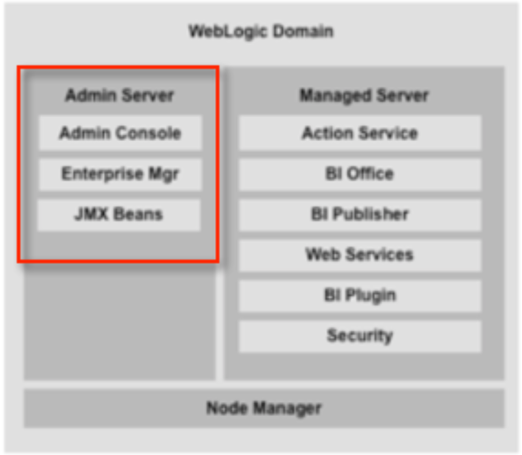 WebLogic Domain
Admin Server
Admin Console
Enterprise Mgr
JMX Beans
Managed Server
Action Service
BI Office
BI Publisher
Web Services
BI Plugin
Security
Node Manager